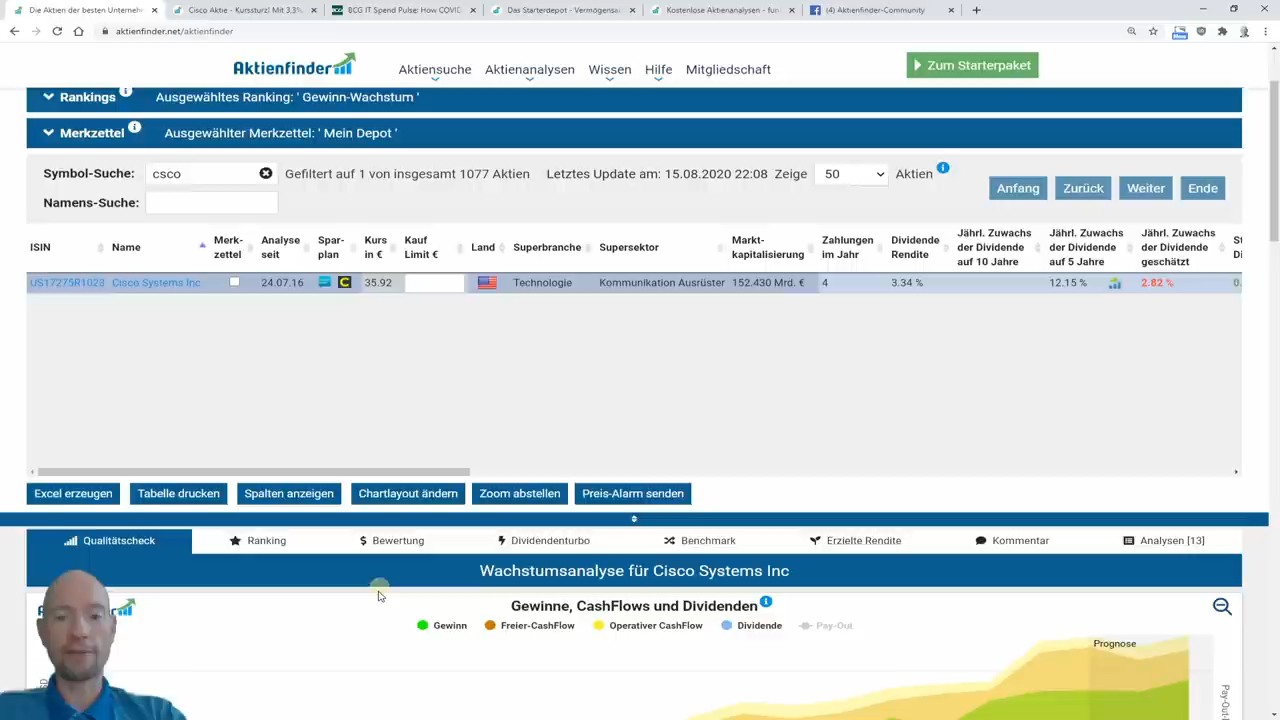 Die Aktien der besten Unterneh
Cisco Aktie - Kurssturz! Mit 3,3%
BCG IT Spend Pulse: How COVID
Das Starterdepot - Vermögensa
Kostenlose Aktienanalysen - fun
(4) Aktienfinder-Community
aktienfinder.net/aktienfinder
Aktienfinder
Aktiensuche
Aktienanalysen
Wissen
Hilfe
Mitgliedschaft
Zum Starterpaket
Rankings
Ausgewähltes Ranking: ' Gewinn-Wachstum '
Merkzettel
Ausgewählter Merkzettel: ' Mein Depot '
Symbol-Suche:
csco
Gefiltert auf 1 von insgesamt 1077 Aktien
Letztes Update am: 15.08.2020 22:08
Zeige
50
Aktien
Anfang
Zurück
Weiter
Ende
Namens-Suche:
ISIN
Name
Merk-
zettel
Analyse
seit
Spar-
plan
Kurs
in €
Kauf
Limit €
Land
Superbranche
Supersektor
Markt-
kapitalisierung
Zahlungen
im Jahr
Dividende
Rendite
Jährl. Zuwachs
der Dividende
auf 10 Jahre
Jährl. Zuwachs
der Dividende
auf 5 Jahre
Jährl. Zuwachs
der Dividende
geschätzt
US17275R1023
Cisco Systems Inc
24.07.16
35.92
Technologie
Kommunikation Ausrüster
152.430 Mrd. €
4
3.34 %
12.15 %
2.82 %
Excel erzeugen
Tabelle drucken
Spalten anzeigen
Chartlayout ändern
Zoom abstellen
Preis-Alarm senden
Qualitätscheck
Ranking
Bewertung
Dividendenturbo
Benchmark
Erzielte Rendite
Kommentar
Analysen [13]
Wachstumsanalyse für Cisco Systems Inc
Gewinne, CashFlows und Dividenden
Gewinn
Freier-CashFlow
Operativer CashFlow
Dividende
Pay-Out
Prognose